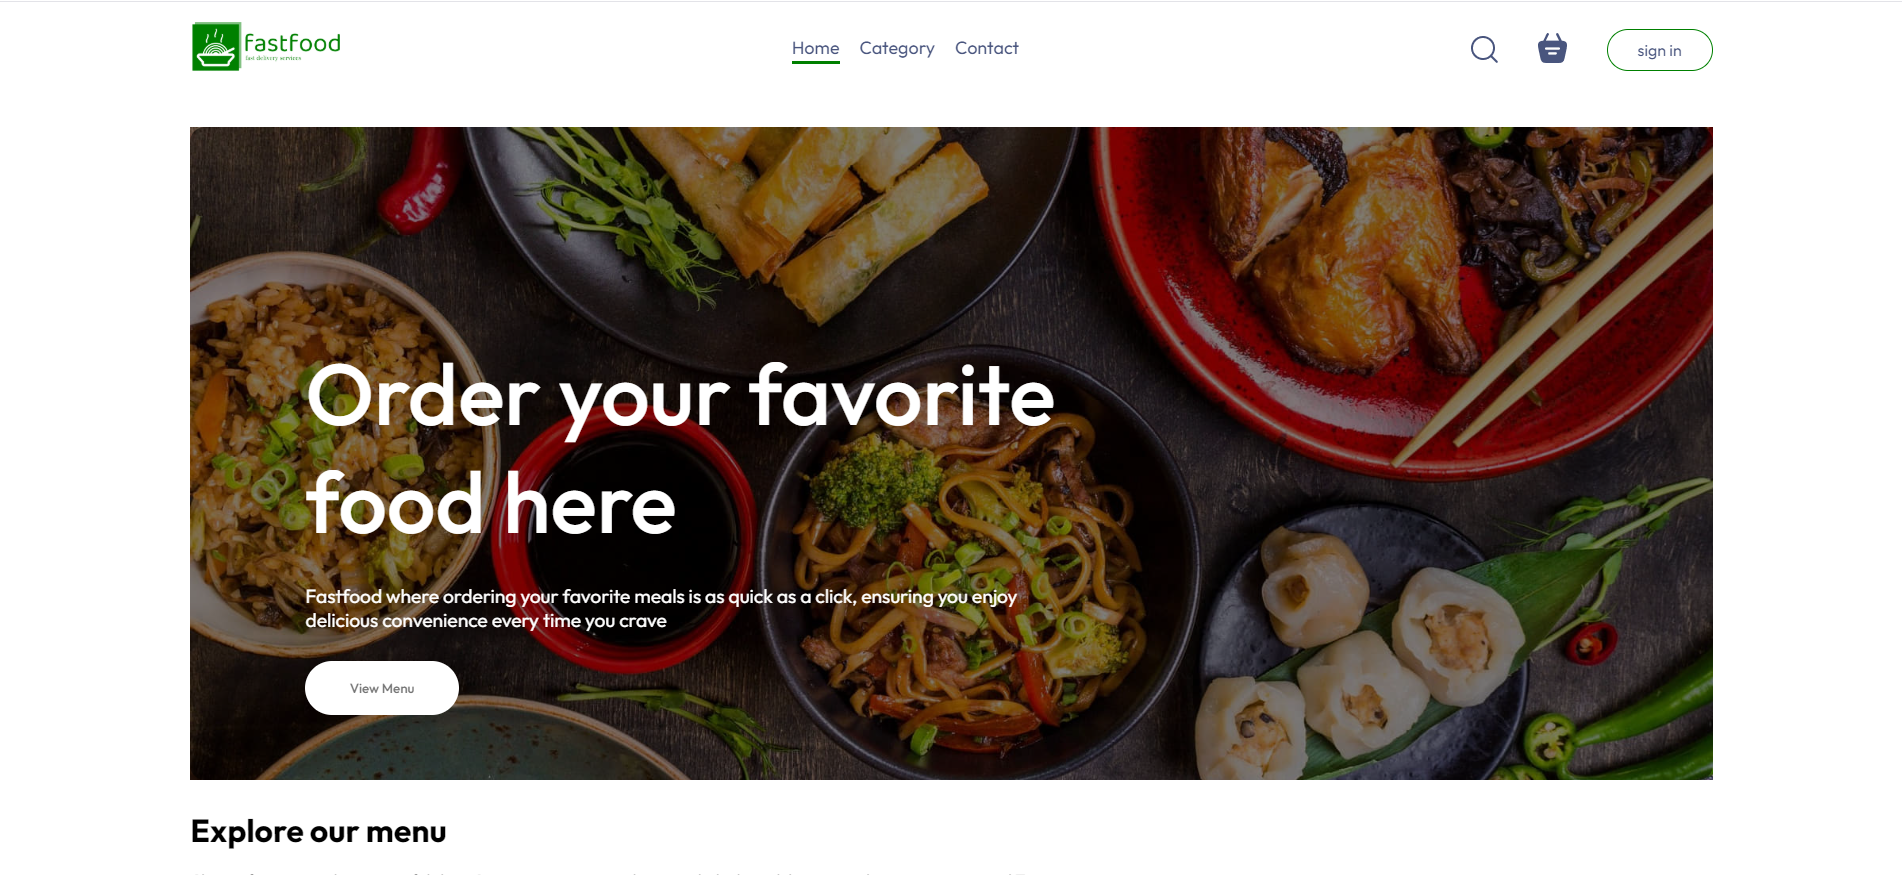 fastfood
fast delivery services
Home Category Contact
sign in
Order your favorite
food here
Fastfood where ordering your favorite meals is as quick as a click, ensuring you enjoy
delicious convenience every time you crave
View Menu
Explore our menu